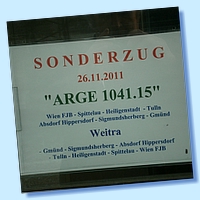 SONDERZUG
26.11.2011
"ARGE 1041.15"
Wien FJB - Spittelau - Heiligenstadt - Tulln
Absdorf Hippersdorf - Sigmundsherberg - Gmünd
Weitra
- Gmünd - Sigmundsherberg - Absdorf Hippersdorf
- Tulln - Heiligenstadt - Spittelau - Wien FJB